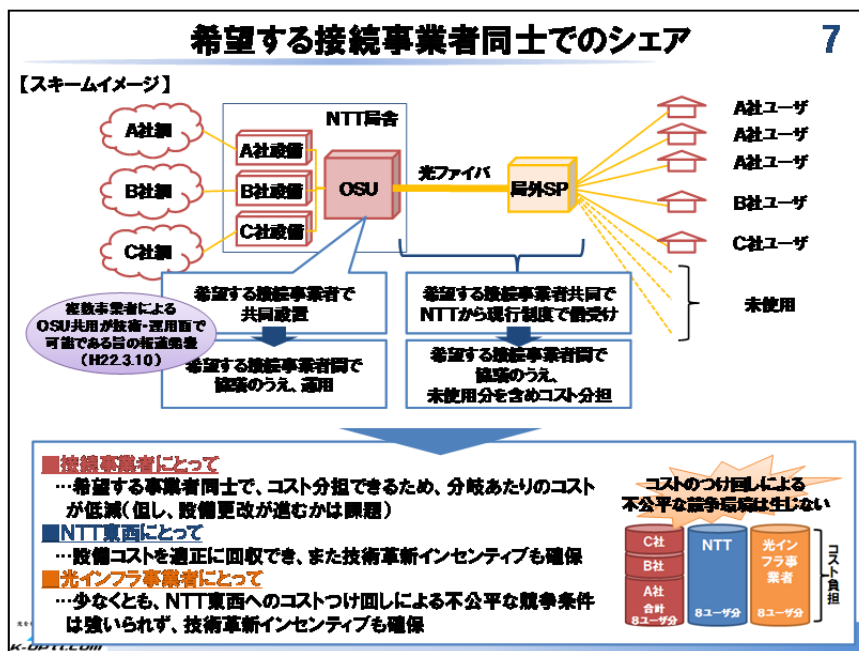 希望する接続事業者同士でのシェア
7
【スキームイメージ】
NTT局舎
A社網
B社網
C社網
A社設備
B社設備
C社設備
OSU
光ファイバ
局外SP
A社ユーザ
A社ユーザ
A社ユーザ
B社ユーザ
C社ユーザ
未使用
複数事業者による
OSU共用が技術・運用面で
可能である旨の報道発表
(H22.3.10)
希望する接続事業者で
共同設置
希望する接続事業者間で
協議のうえ、運用
希望する接続事業者共同で
NTTから現行制度で借受け
希望する接続事業者間で
協議のうえ、
未使用分を含めコスト分担
■接続事業者にとって
…希望する事業者同士で、コスト分担できるため、分岐あたりのコスト
が低減(但し、設備更改が進むかは課題)
■NTT東西にとって
…設備コストを適正に回収でき、また技術革新インセンティブも確保
■光インフラ事業者にとって
…少なくとも、NTT東西へのコストつけ回しによる不公平な競争条件
は強いられず、技術革新インセンティブも確保
コストのつけ回しによる
不公平な競争環境は生じない
C社
B社
A社
合計
8ユーザ分
NTT
8ユーザ分
光イン
フラ事
業者
8ユーザ分
コスト負担
K-OPTI.COM